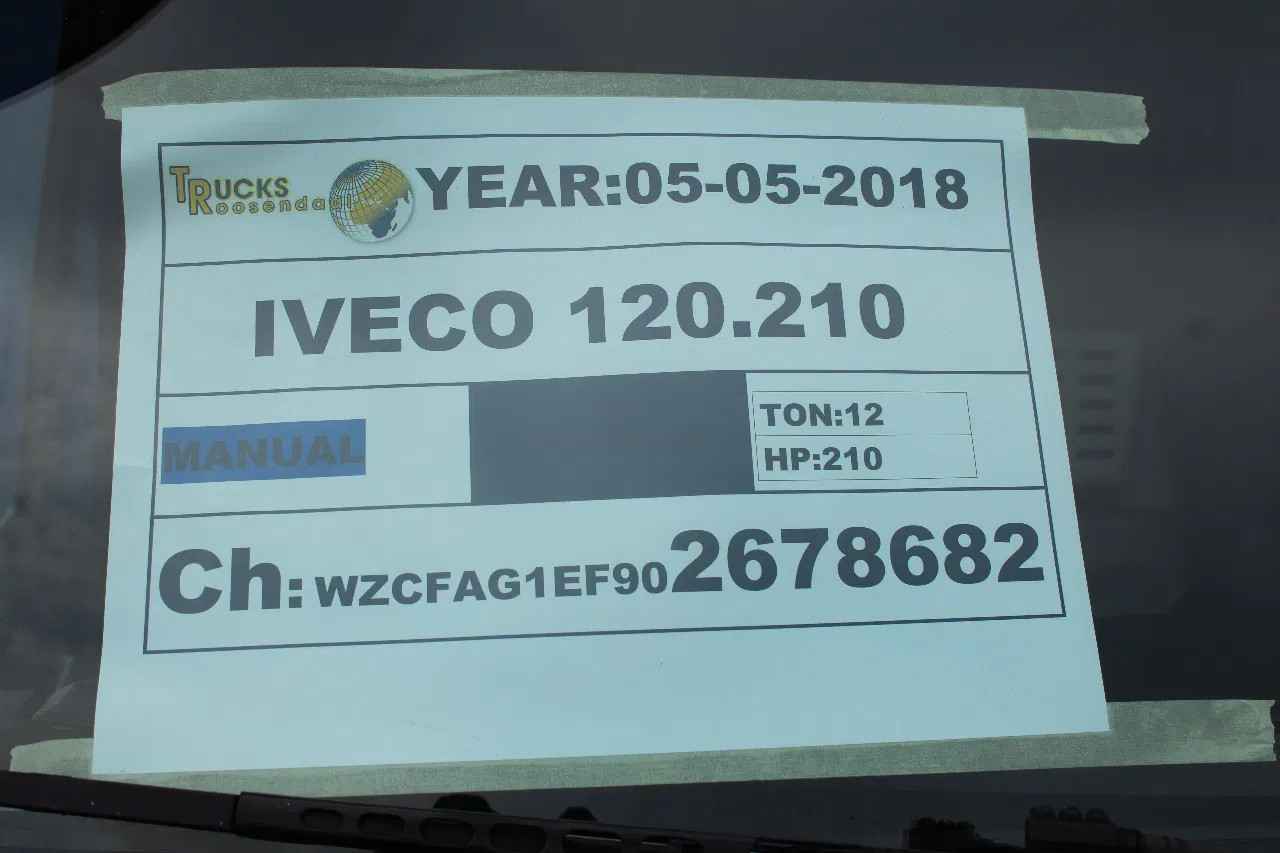 TRUCKS
Roosendaal
YEAR:05-05-2018
IVECO 120.210
MANUAL
TON:12
HP:210
Ch: WZCFAG1EF902678682